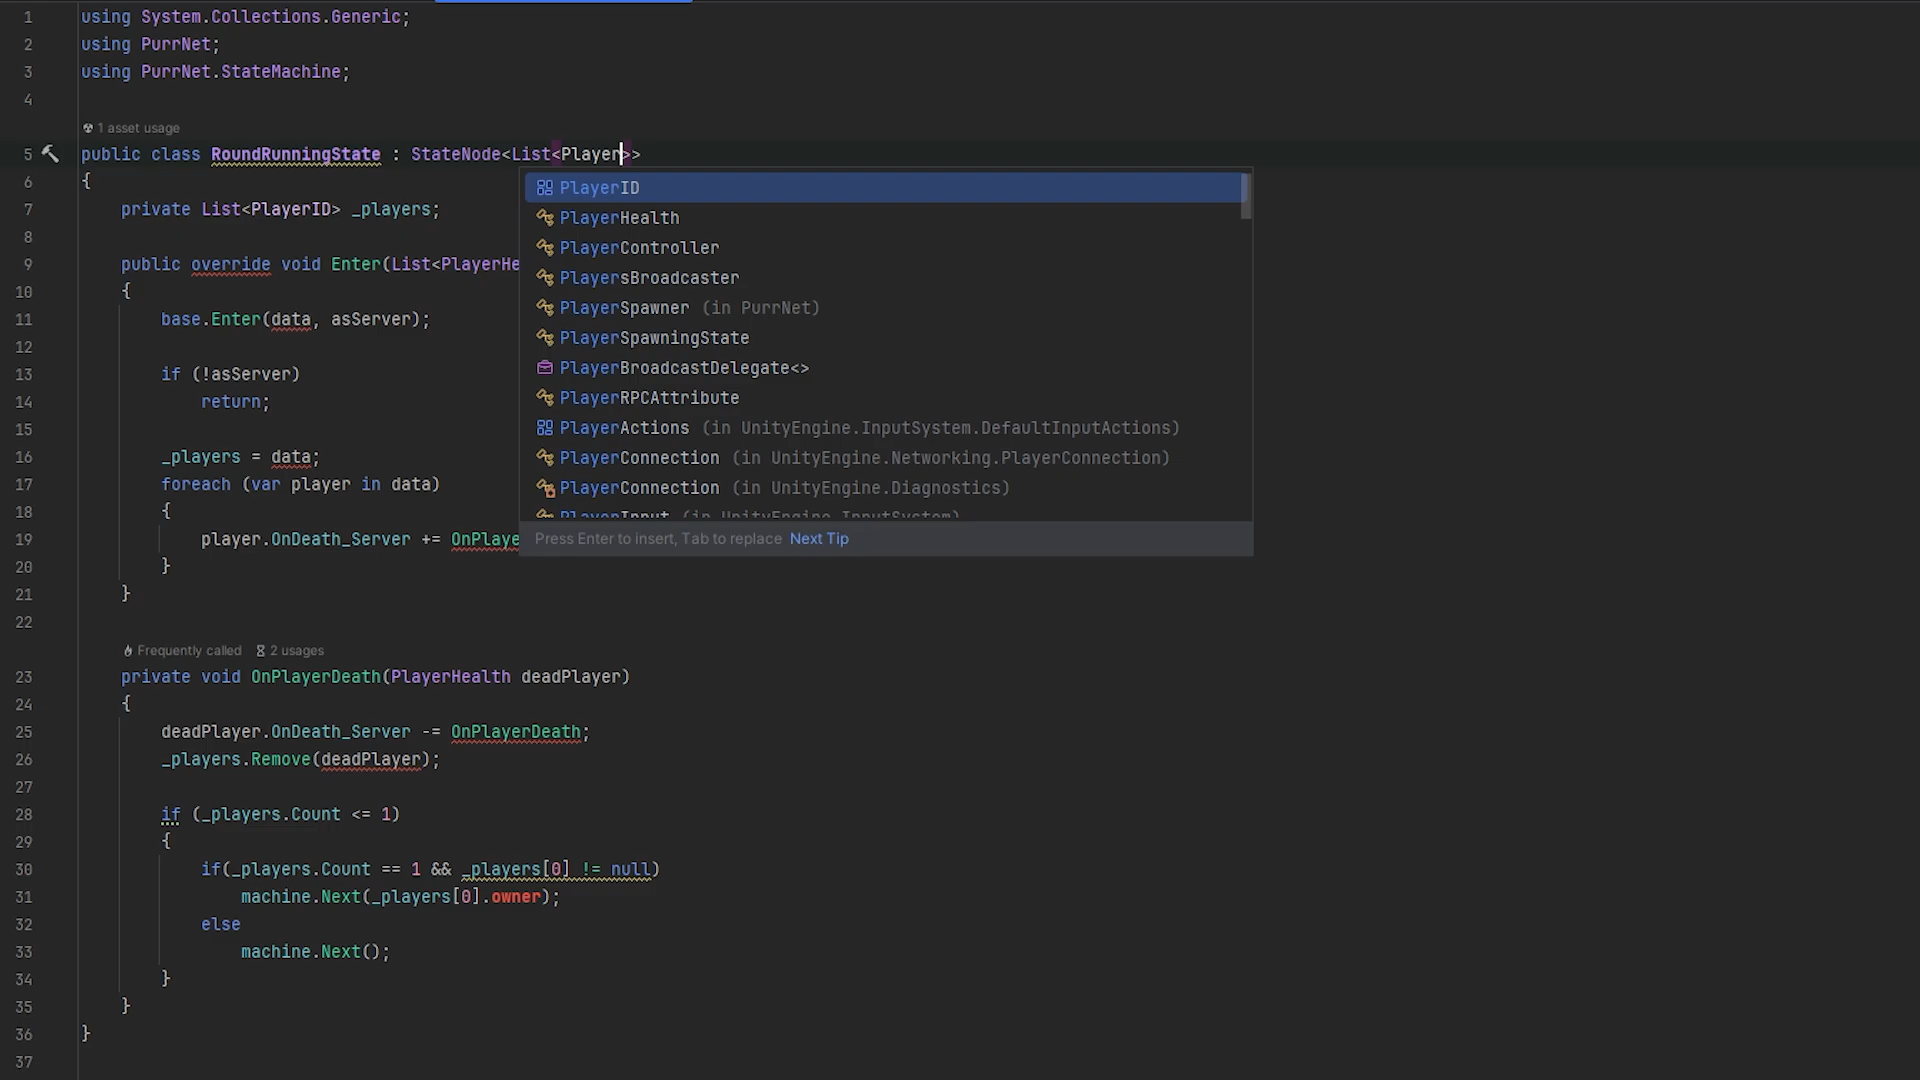 1 using System.Collections.Generic;
2 using PurrNet;
3 using PurrNet.StateMachine;
4
1 asset usage
5 public class RoundRunningState : StateNode<List<Player>>
6 {
7 private List<PlayerID> _players;
8
9 public override void Enter(List<PlayerHe
10 {
11 base.Enter(data, asServer);
12
13 if (!asServer)
14 return;
15
16 _players = data;
17 foreach (var player in data)
18 {
19 player.OnDeath_Server += OnPlaye
20 }
21 }
22
PlayerID
PlayerHealth
PlayerController
PlayersBroadcaster
PlayerSpawner (in PurrNet)
PlayerSpawningState
PlayerBroadcastDelegate<>
PlayerRPCAttribute
PlayerActions (in UnityEngine.InputSystem.DefaultInputActions)
PlayerConnection (in UnityEngine.Networking.PlayerConnection)
PlayerConnection (in UnityEngine.Diagnostics)
PlayerInput (in UnityEngine.InputSystem)
Press Enter to insert, Tab to replace Next Tip
Frequently called 2 usages
23 private void OnPlayerDeath(PlayerHealth deadPlayer)
24 {
25 deadPlayer.OnDeath_Server -= OnPlayerDeath;
26 _players.Remove(deadPlayer);
27
28 if (_players.Count <= 1)
29 {
30 if(_players.Count == 1 && _players[0] != null)
31 machine.Next(_players[0].owner);
32 else
33 machine.Next();
34 }
35 }
36 }
37